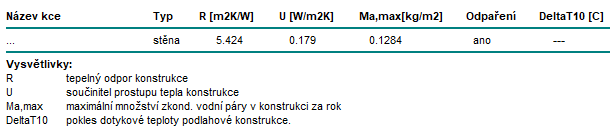 Název kce Typ R [m2K/W] U [W/m2K] Ma,max[kg/m2] Odpaření DeltaT10 [C]
... stěna 5.424 0.179 0.1284 ano ---
Vysvětlivky:
R tepelný odpor konstrukce
U součinitel prostupu tepla konstrukce
Ma,max maximální množství zkond. vodní páry v konstrukci za rok
DeltaT10 pokles dotykové teploty podlahové konstrukce.